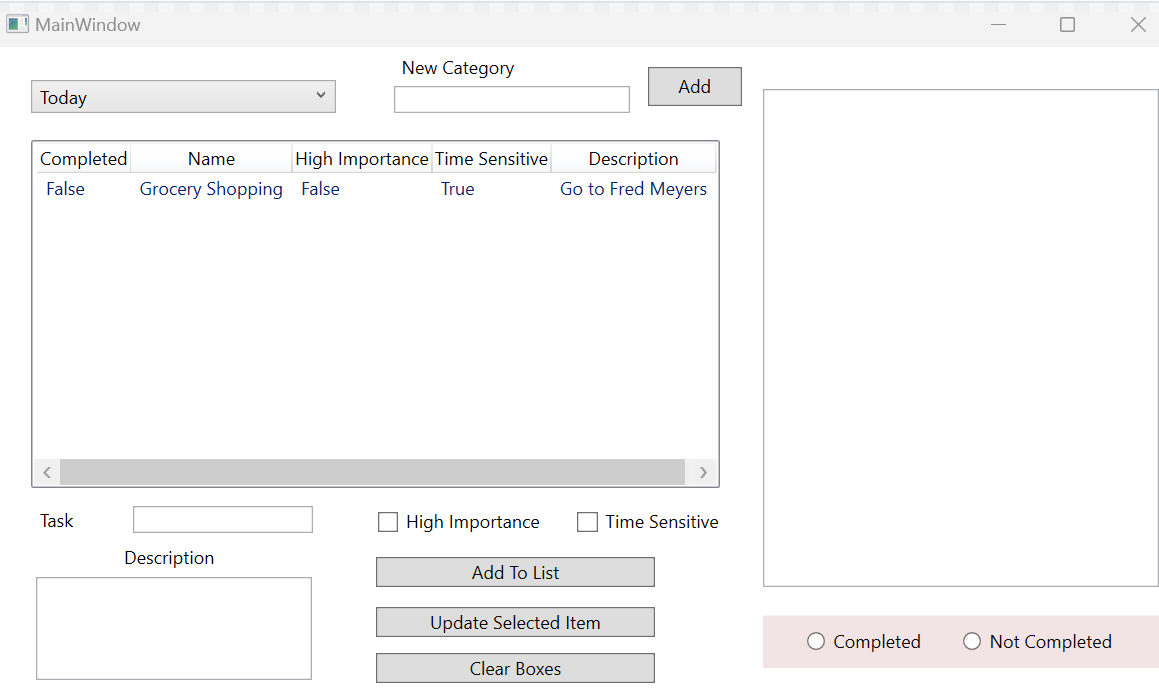 MainWindow
New Category
Today
Add
Completed Name High Importance Time Sensitive Description
False Grocery Shopping False True Go to Fred Meyers
Task
High Importance
Time Sensitive
Description
Add To List
Update Selected Item
Completed
Not Completed
Clear Boxes